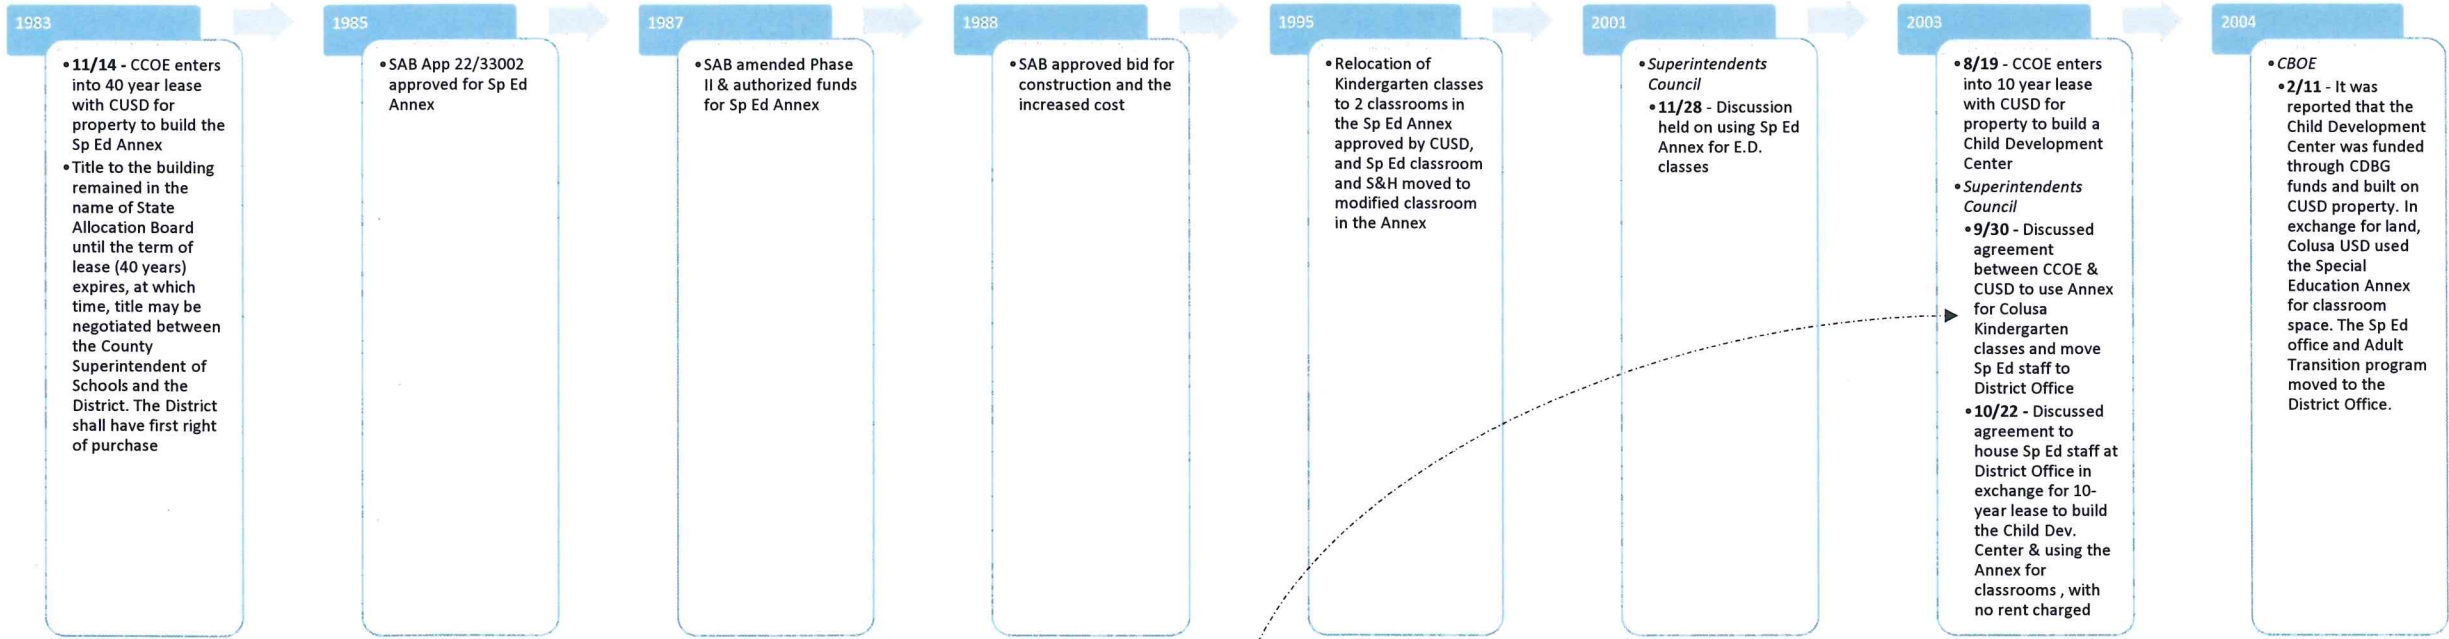 1983
• 11/14 - CCOE enters
into 40 year lease
with CUSD for
property to build the
Sp Ed Annex
• Title to the building
remained in the
name of State
Allocation Board
until the term of
lease (40 years)
expires, at which
time, title may be
negotiated between
the County
Superintendent of
Schools and the
District. The District
shall have first right
of purchase
1985
• SAB App 22/33002
approved for Sp Ed
Annex
1987
• SAB amended Phase
II & authorized funds
for Sp Ed Annex
1988
• SAB approved bid for
construction and the
increased cost
1995
• Relocation of
Kindergarten classes
to 2 classrooms in
the Sp Ed Annex
approved by CUSD,
and Sp Ed classroom
and S&H moved to
modified classroom
in the Annex
2001
• Superintendents
Council
• 11/28 - Discussion
held on using Sp Ed
Annex for E.D.
classes
2003
• 8/19 - CCOE enters
into 10 year lease
with CUSD for
property to build a
Child Development
Center
• Superintendents
Council
• 9/30 - Discussed
agreement
between CCOE &
CUSD to use Annex
for Colusa
Kindergarten
classes and move
Sp Ed staff to
District Office
• 10/22 - Discussed
agreement to
house Sp Ed staff at
District Office in
exchange for 10-
year lease to build
the Child Dev.
Center & using the
Annex for
classrooms , with
no rent charged
2004
• CBOE
• 2/11 - It was
reported that the
Child Development
Center was funded
through CDBG
funds and built on
CUSD property. In
exchange for land,
Colusa USD used
the Special
Education Annex
for classroom
space. The Sp Ed
office and Adult
Transition program
moved to the
District Office.